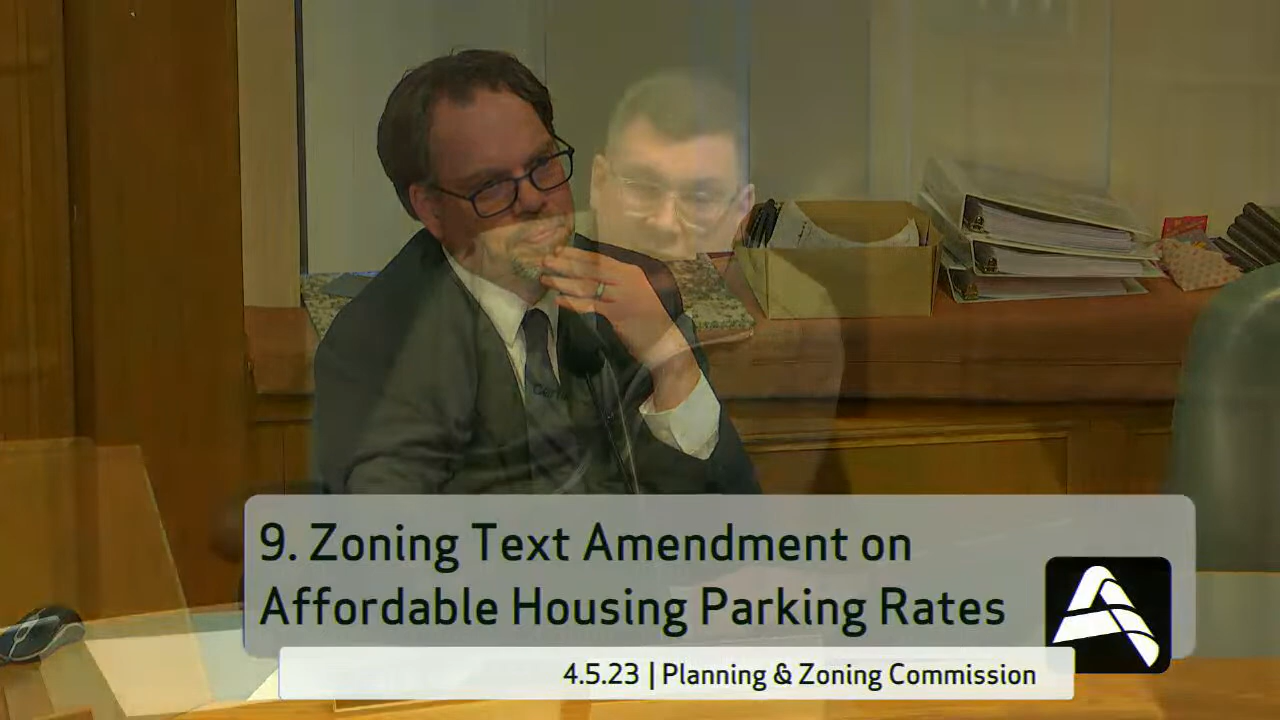 9. Zoning Text Amendment on
Affordable Housing Parking Rates
4.5.23 | Planning & Zoning Commission